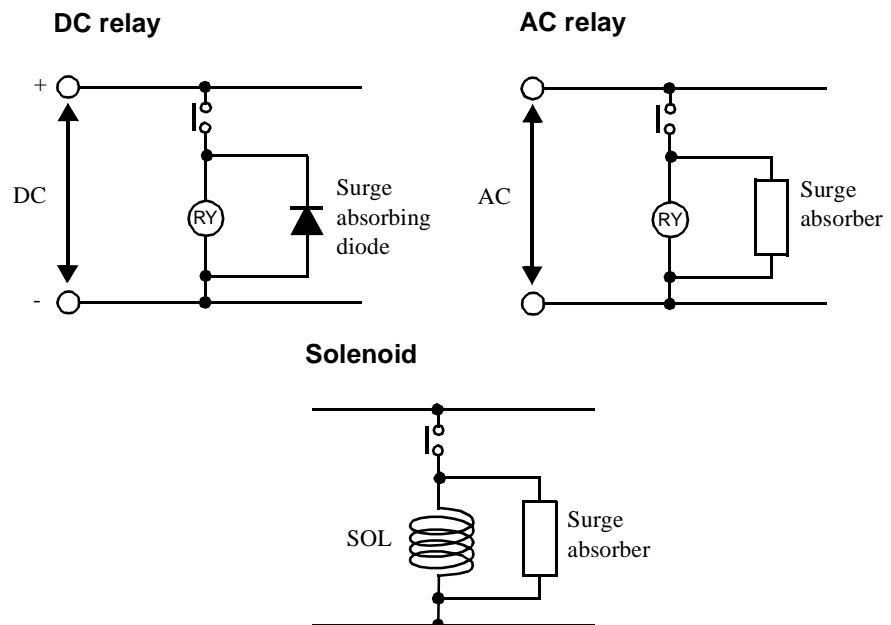 DC relay
+
DC
-
RY
Surge
absorbing
diode
AC relay
AC
RY
Surge
absorber
Solenoid
SOL
Surge
absorber